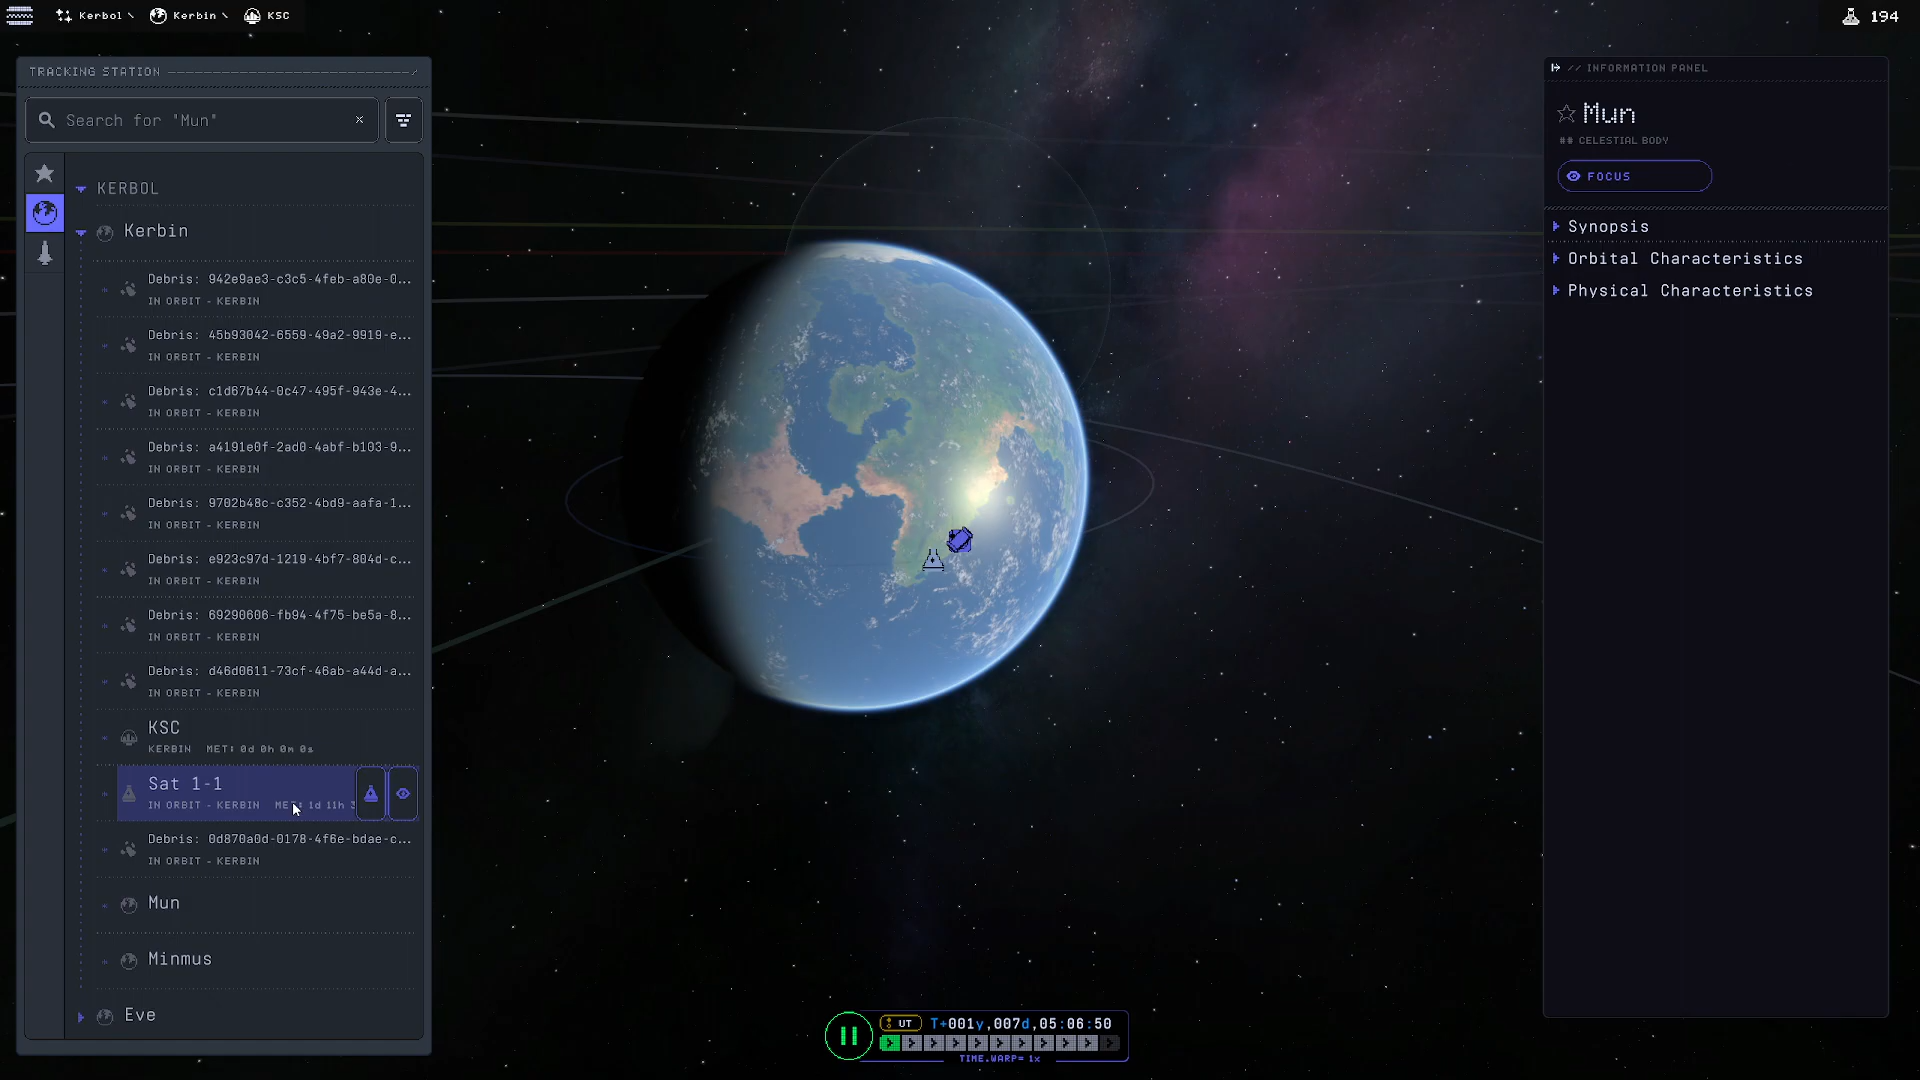 Kerbol \ Kerbin \ KSC
194
TRACKING STATION
Search for "Mun"
KERBOL
Kerbin
Debris: 942e9ae3-c3c5-4feb-a80e-0...
IN ORBIT - KERBIN
Debris: 45b93042-6559-49a2-9919-e...
IN ORBIT - KERBIN
Debris: c1d67b44-0c47-495f-943e-4...
IN ORBIT - KERBIN
Debris: a4191e0f-2ad0-4abf-b103-9...
IN ORBIT - KERBIN
Debris: 9702b48c-c352-4bd9-aafa-1...
IN ORBIT - KERBIN
Debris: e923c97d-1219-4bf7-804d-c...
IN ORBIT - KERBIN
Debris: 69290606-fb94-4f75-be5a-8...
IN ORBIT - KERBIN
Debris: d46d0611-73cf-46ab-a44d-a...
IN ORBIT - KERBIN
KSC
KERBIN MET: 0d 0h 0m 0s
Sat 1-1
IN ORBIT - KERBIN 1d 11h
Debris: 0d870a0d-0178-4f6e-bdae-c...
IN ORBIT - KERBIN
Mun
Minmus
Eve
// INFORMATION PANEL
Mun
## CELESTIAL BODY
FOCUS
Synopsis
Orbital Characteristics
Physical Characteristics
UT T+001y,007d,05:06:50
TIME.WARP= 1x